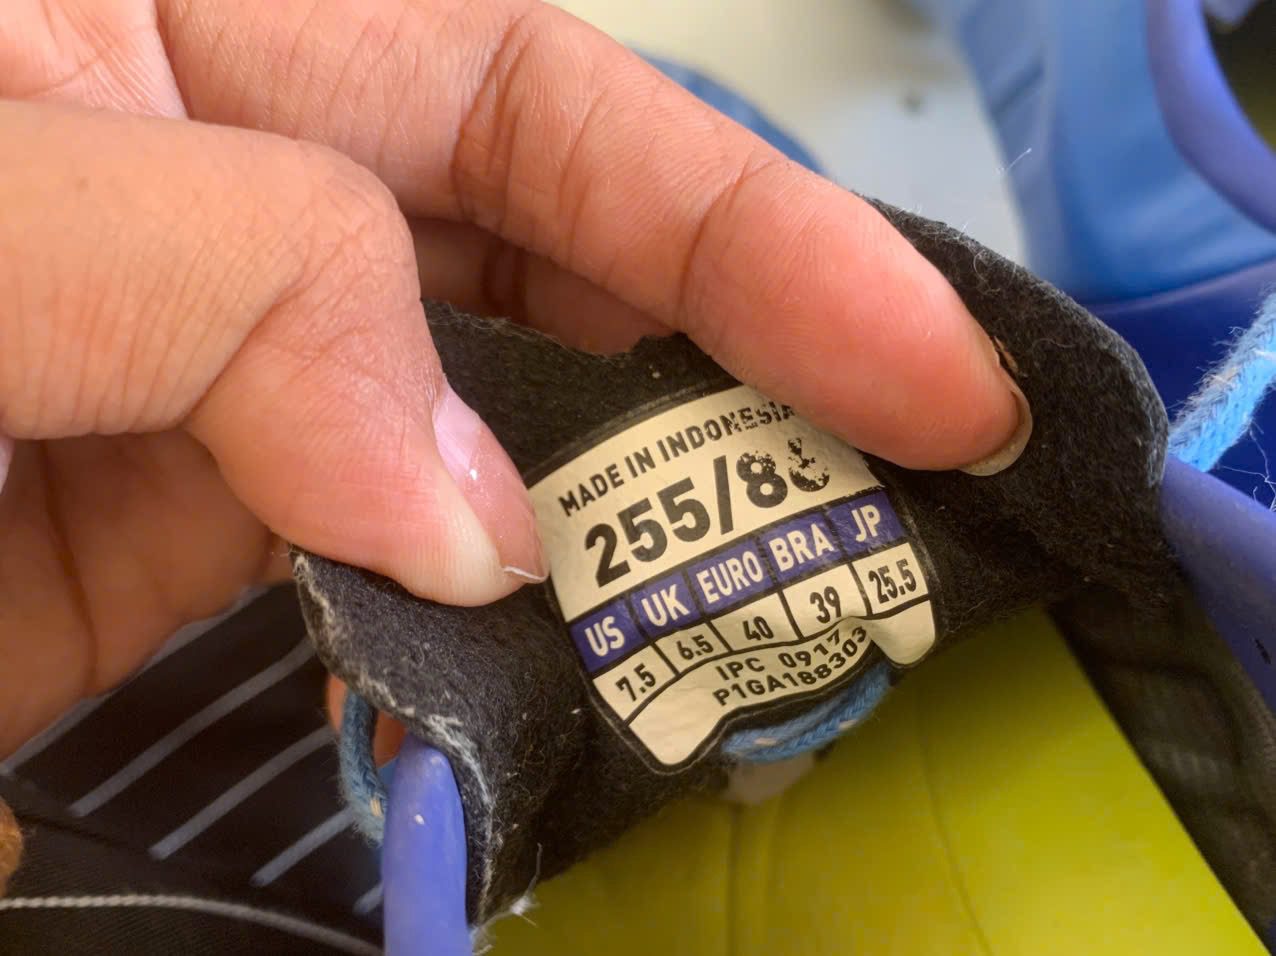 MADE IN INDONESIA
255/86
US UK EURO BRA JP
7.5 6.5 40 39 25.5
IPC 0917
P1GA188303